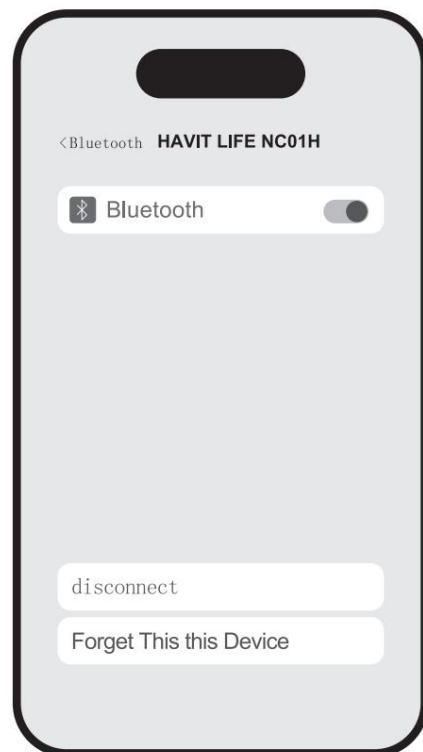 <Bluetooth HAVIT LIFE NC01H
Bluetooth
disconnect
Forget This this Device